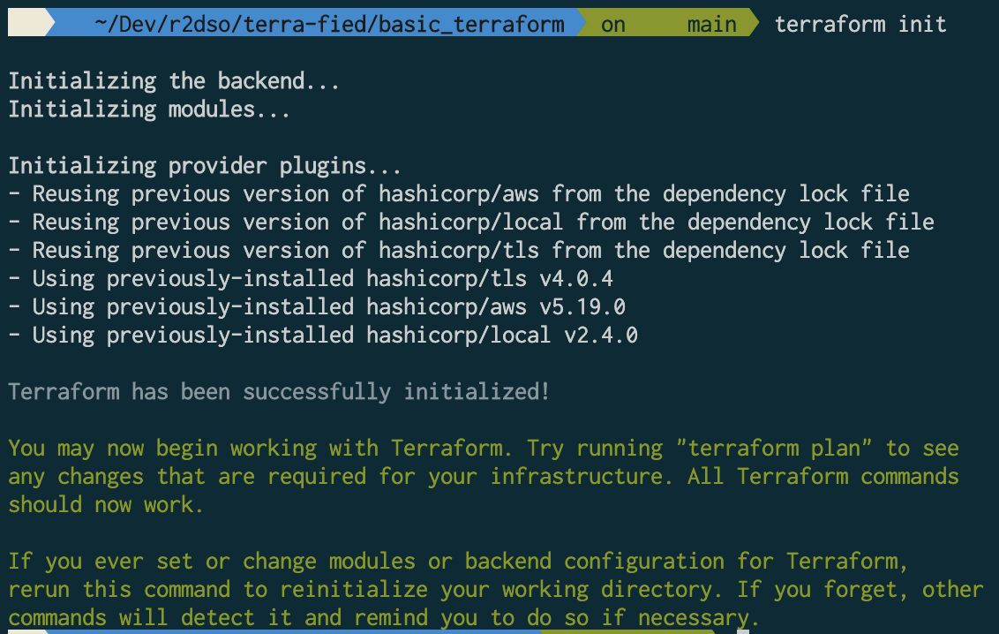 ~/Dev/r2dso/terra-fied/basic_terraform on main terraform init
Initializing the backend...
Initializing modules...
Initializing provider plugins...
- Reusing previous version of hashicorp/aws from the dependency lock file
- Reusing previous version of hashicorp/local from the dependency lock file
- Reusing previous version of hashicorp/tls from the dependency lock file
- Using previously-installed hashicorp/tls v4.0.4
- Using previously-installed hashicorp/aws v5.19.0
- Using previously-installed hashicorp/local v2.4.0
Terraform has been successfully initialized!
You may now begin working with Terraform. Try running "terraform plan" to see
any changes that are required for your infrastructure. All Terraform commands
should now work.
If you ever set or change modules or backend configuration for Terraform,
rerun this command to reinitialize your working directory. If you forget, other
commands will detect it and remind you to do so if necessary.